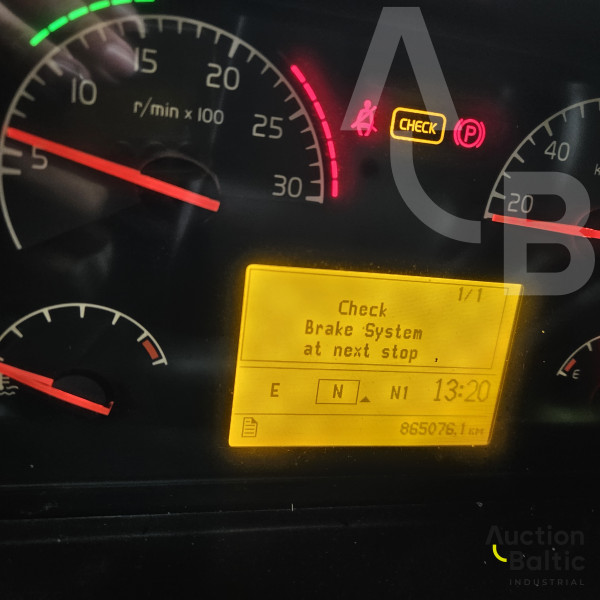 5
10
15
20
25
30
r/min x 100
CHECK
P
20
40
1/1
Check
Brake System
at next stop
E N N1 13:20
865076.1 KM
E
AB
Auction
Baltic
INDUSTRIAL